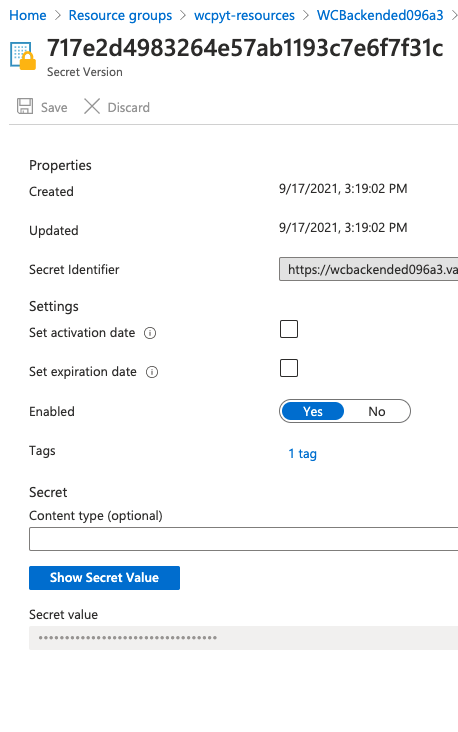 Home > Resource groups > wcpyt-resources > WCBackended096a3 >
717e2d4983264e57ab1193c7e6f7f31c
Secret Version
Save Discard
Properties
Created 9/17/2021, 3:19:02 PM
Updated 9/17/2021, 3:19:02 PM
Secret Identifier https://wcbackended096a3.va
Settings
Set activation date
Set expiration date
Enabled Yes No
Tags 1 tag
Secret
Content type (optional)
Show Secret Value
Secret value
••••••••••••••••••••••••••••••••••